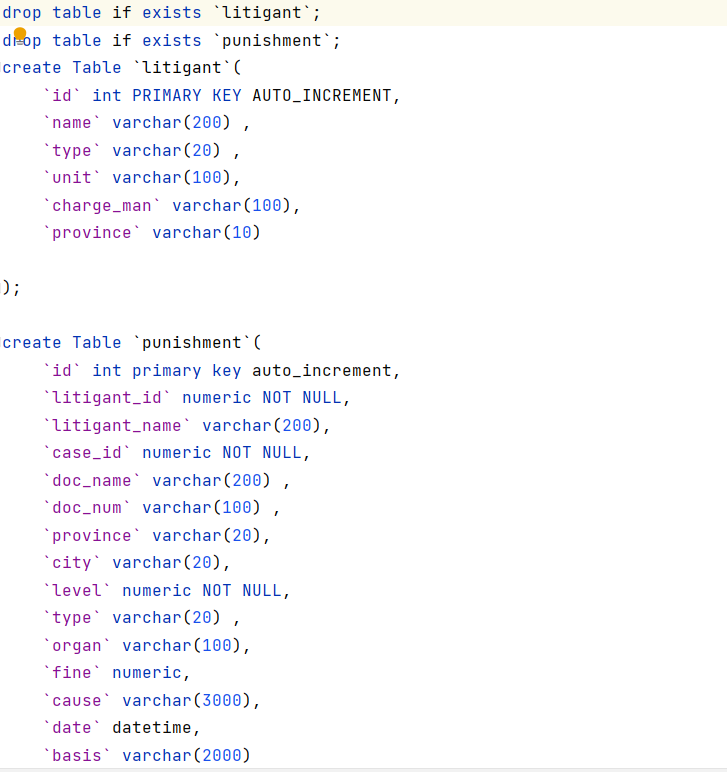 drop table if exists `litigant`;
drop table if exists `punishment`;
create Table `litigant`(
`id` int PRIMARY KEY AUTO_INCREMENT,
`name` varchar(200) ,
`type` varchar(20) ,
`unit` varchar(100),
`charge_man` varchar(100),
`province` varchar(10)
);
create Table `punishment`(
`id` int primary key auto_increment,
`litigant_id` numeric NOT NULL,
`litigant_name` varchar(200),
`case_id` numeric NOT NULL,
`doc_name` varchar(200) ,
`doc_num` varchar(100) ,
`province` varchar(20),
`city` varchar(20),
`level` numeric NOT NULL,
`type` varchar(20) ,
`organ` varchar(100),
`fine` numeric,
`cause` varchar(3000),
`date` datetime,
`basis` varchar(2000)